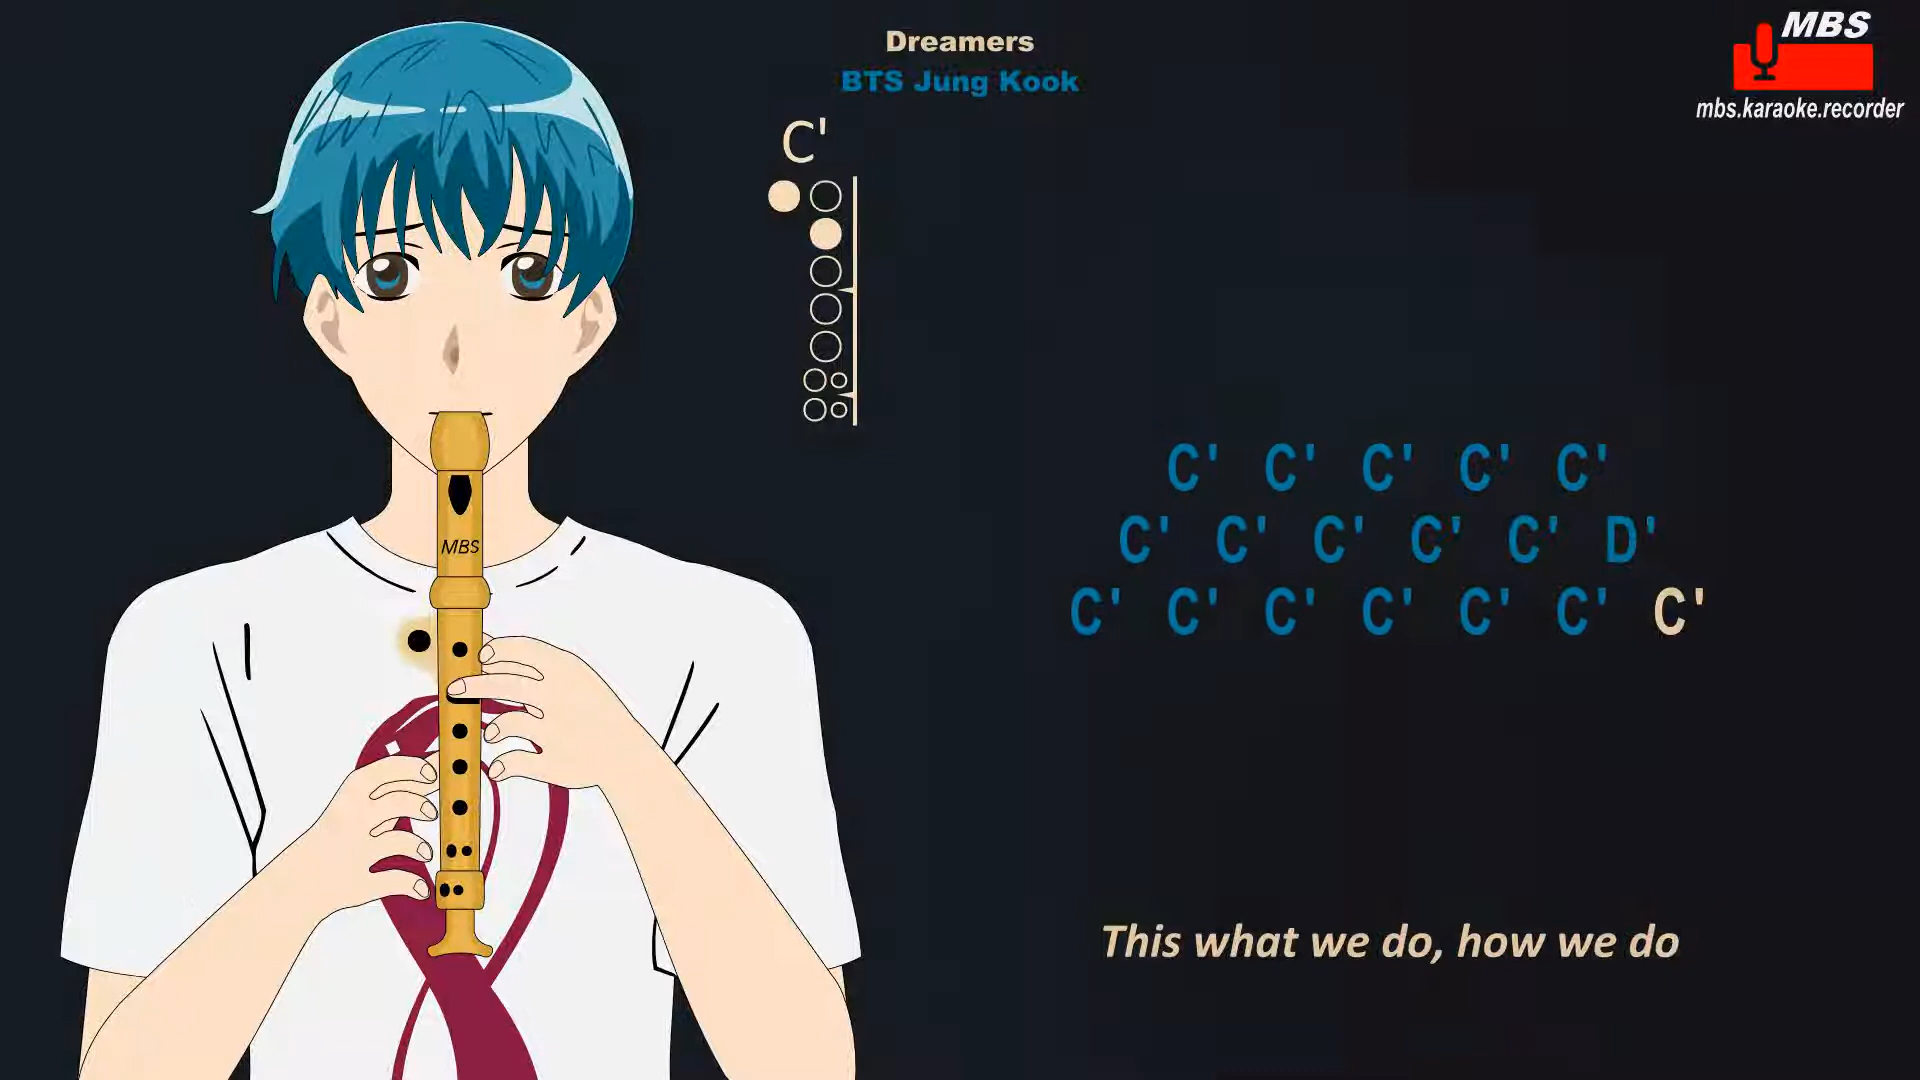 Dreamers
BTS Jung Kook
MBS
mbs.karaoke.recorder
C'
C' C' C' C' C'
C' C' C' C' C' D'
C' C' C' C' C' C' C'
MBS
This what we do, how we do